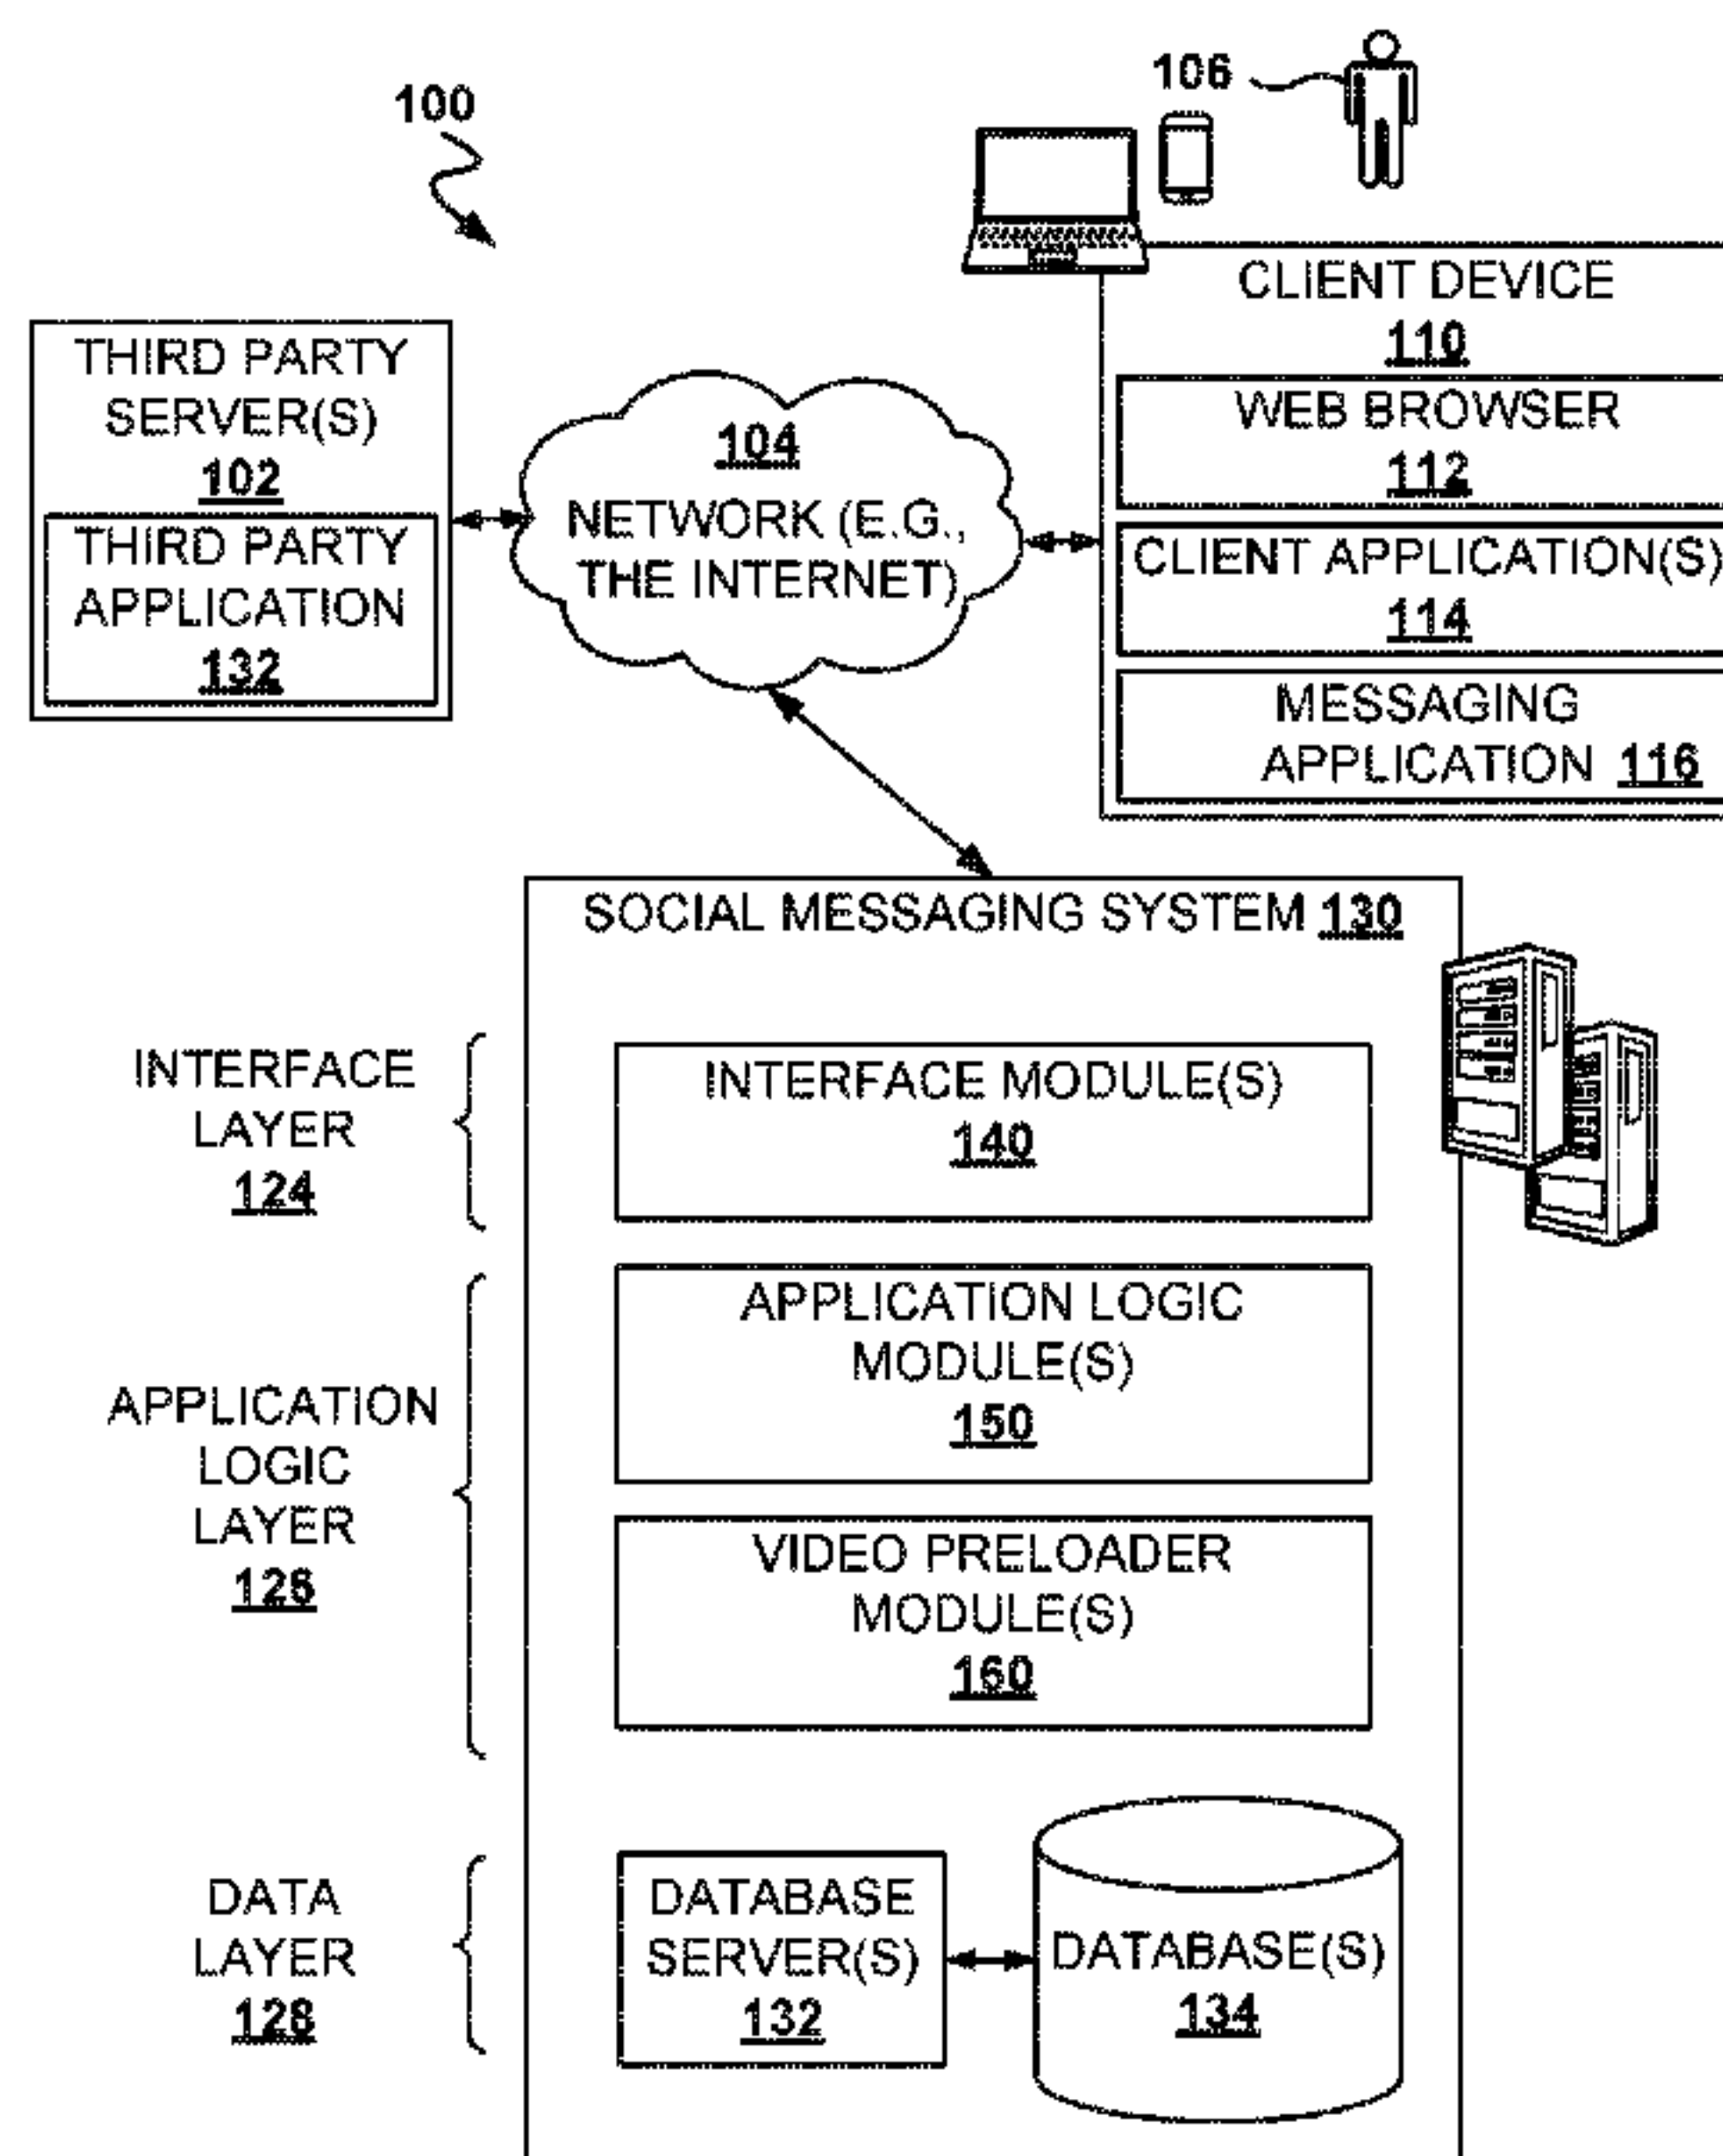 100
106
CLIENT DEVICE
110
WEB BROWSER
112
CLIENT APPLICATION(S)
114
MESSAGING
APPLICATION 116
THIRD PARTY
SERVER(S)
102
THIRD PARTY
APPLICATION
132
104
NETWORK (E.G.,
THE INTERNET)
SOCIAL MESSAGING SYSTEM 130
INTERFACE
LAYER
124
INTERFACE MODULE(S)
140
APPLICATION
LOGIC
LAYER
126
APPLICATION LOGIC
MODULE(S)
150
VIDEO PRELOADER
MODULE(S)
160
DATA
LAYER
128
DATABASE
SERVER(S)
132
DATABASE(S)
134